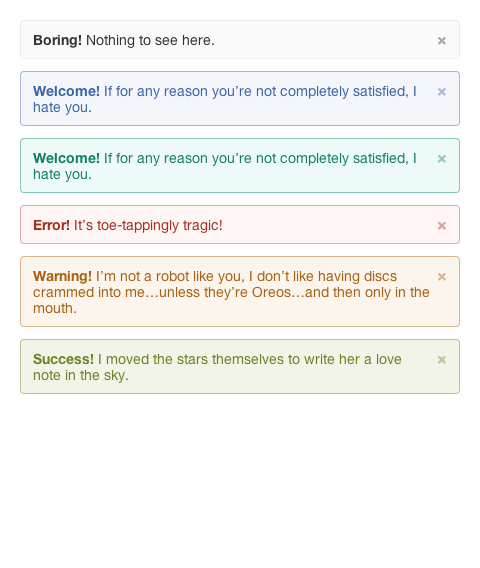 Boring! Nothing to see here. ×
Welcome! If for any reason you’re not completely satisfied, I ×
hate you.
Welcome! If for any reason you’re not completely satisfied, I ×
hate you.
Error! It’s toe-tappingly tragic! ×
Warning! I’m not a robot like you, I don’t like having discs ×
crammed into me…unless they’re Oreos…and then only in the
mouth.
Success! I moved the stars themselves to write her a love ×
note in the sky.